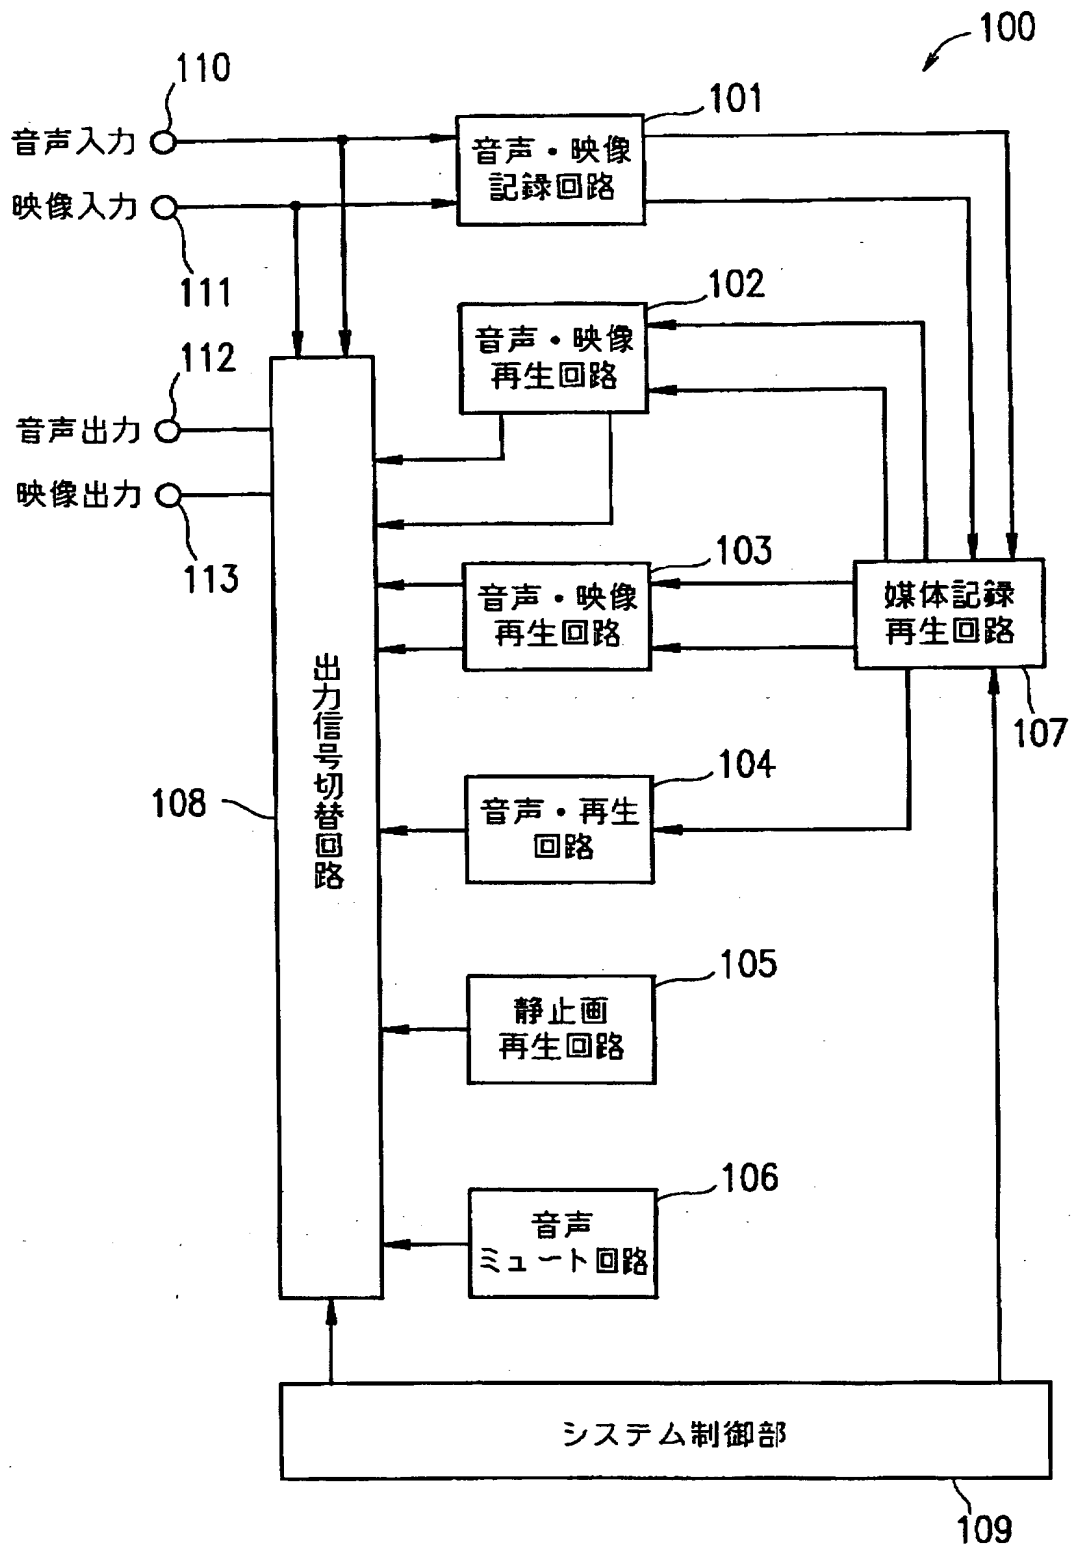 100
110
音声入力
映像入力
111
101
音声・映像
記録回路
102
音声・映像
再生回路
112
音声出力
映像出力
113
103
音声・映像
再生回路
媒体記録
再生回路
107
出力信号切替回路
108
104
音声・再生
回路
105
静止画
再生回路
106
音声
ミュート回路
システム制御部
109